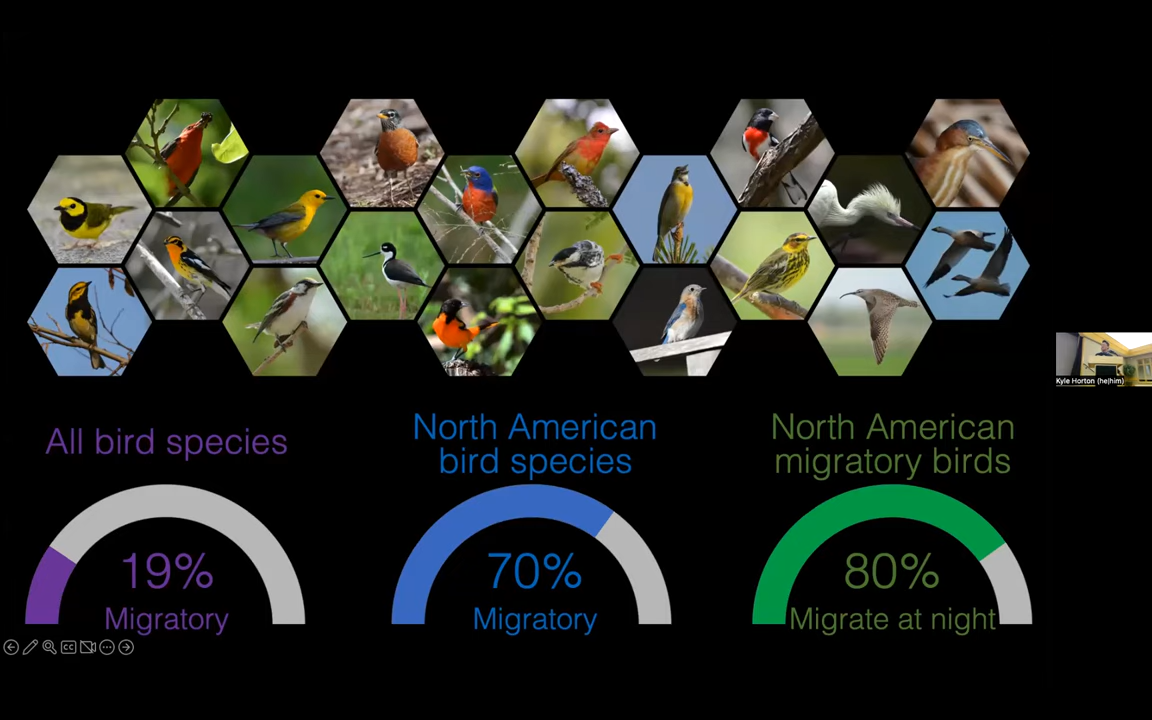 Kyle Horton (he|him)
All bird species
North American
bird species
North American
migratory birds
19%
Migratory
70%
Migratory
80%
Migrate at night
CC